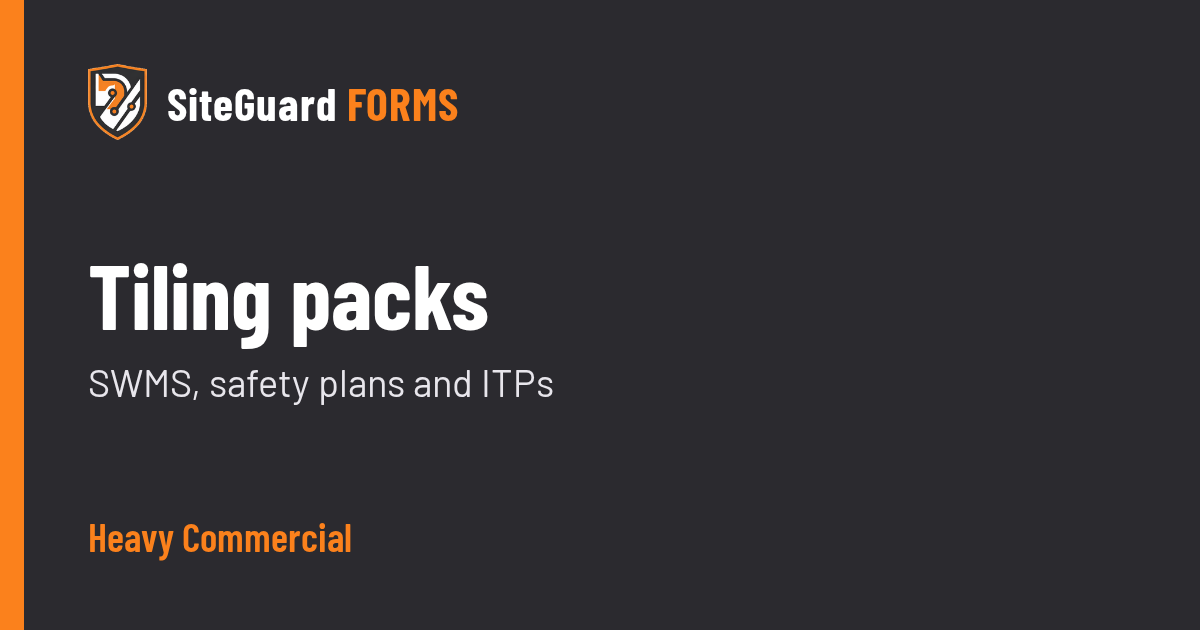 SiteGuard FORMS
Tiling packs
SWMS, safety plans and ITPs
Heavy Commercial